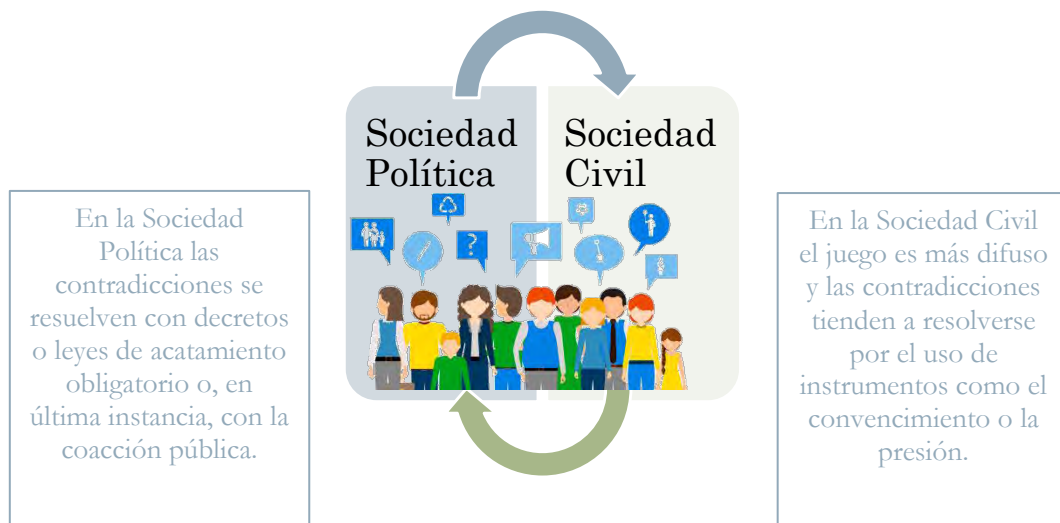 Sociedad
Política
Sociedad
Civil
En la Sociedad
Política las
contradicciones se
resuelven con decretos
o leyes de acatamiento
obligatorio o, en
última instancia, con la
coacción pública.
?
En la Sociedad Civil
el juego es más difuso
y las contradicciones
tienden a resolverse
por el uso de
instrumentos como el
convencimiento o la
presión.